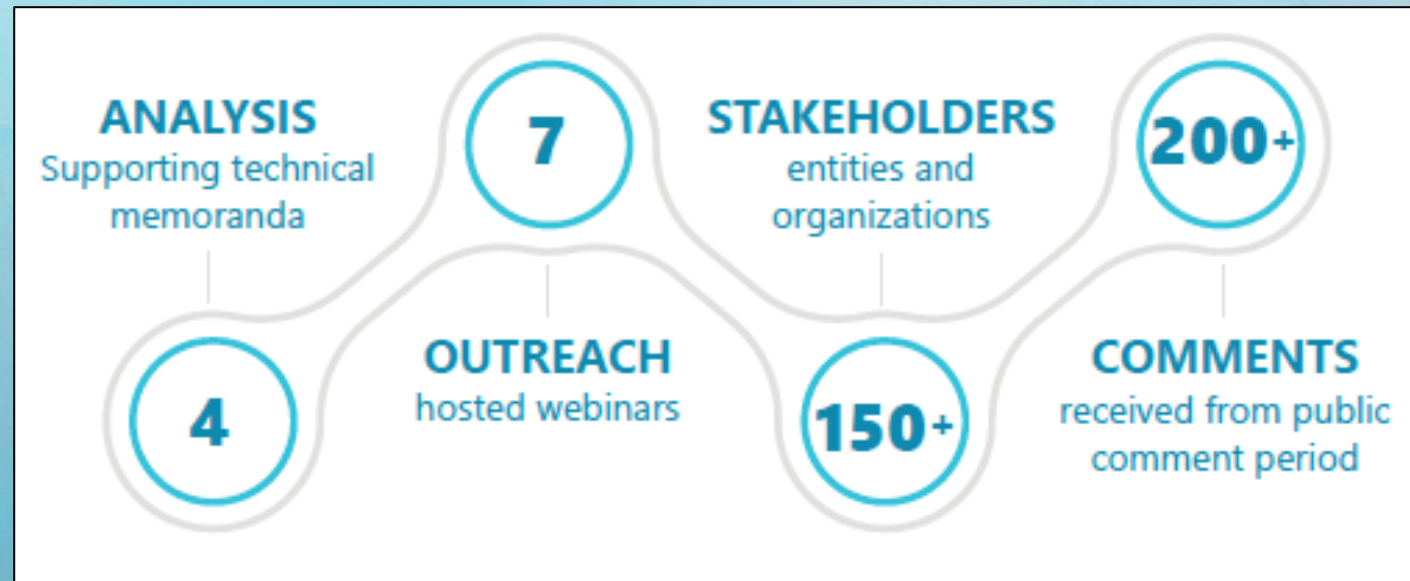 ANALYSIS
Supporting technical
memoranda
4
7
OUTREACH
hosted webinars
STAKEHOLDERS
entities and
organizations
150+
200+
COMMENTS
received from public
comment period